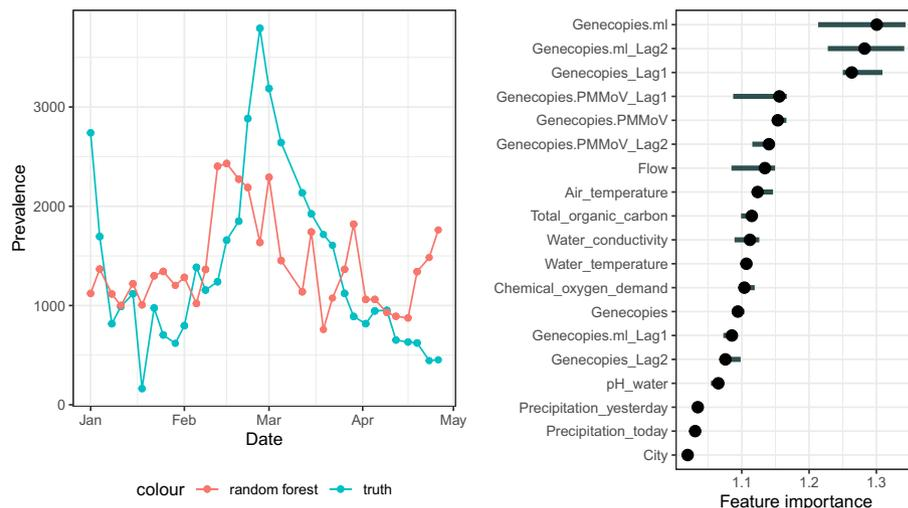 3000
2000
1000
0
Prevalence
Jan Feb Mar Apr May
Date
colour random forest truth
Genecopies.ml
Genecopies.ml_Lag2
Genecopies_Lag1
Genecopies.PMMoV_Lag1
Genecopies.PMMoV
Genecopies.PMMoV_Lag2
Flow
Air_temperature
Total_organic_carbon
Water_conductivity
Water_temperature
Chemical_oxygen_demand
Genecopies
Genecopies.ml_Lag1
Genecopies_Lag2
pH_water
Precipitation_yesterday
Precipitation_today
City
1.1 1.2 1.3
Feature importance